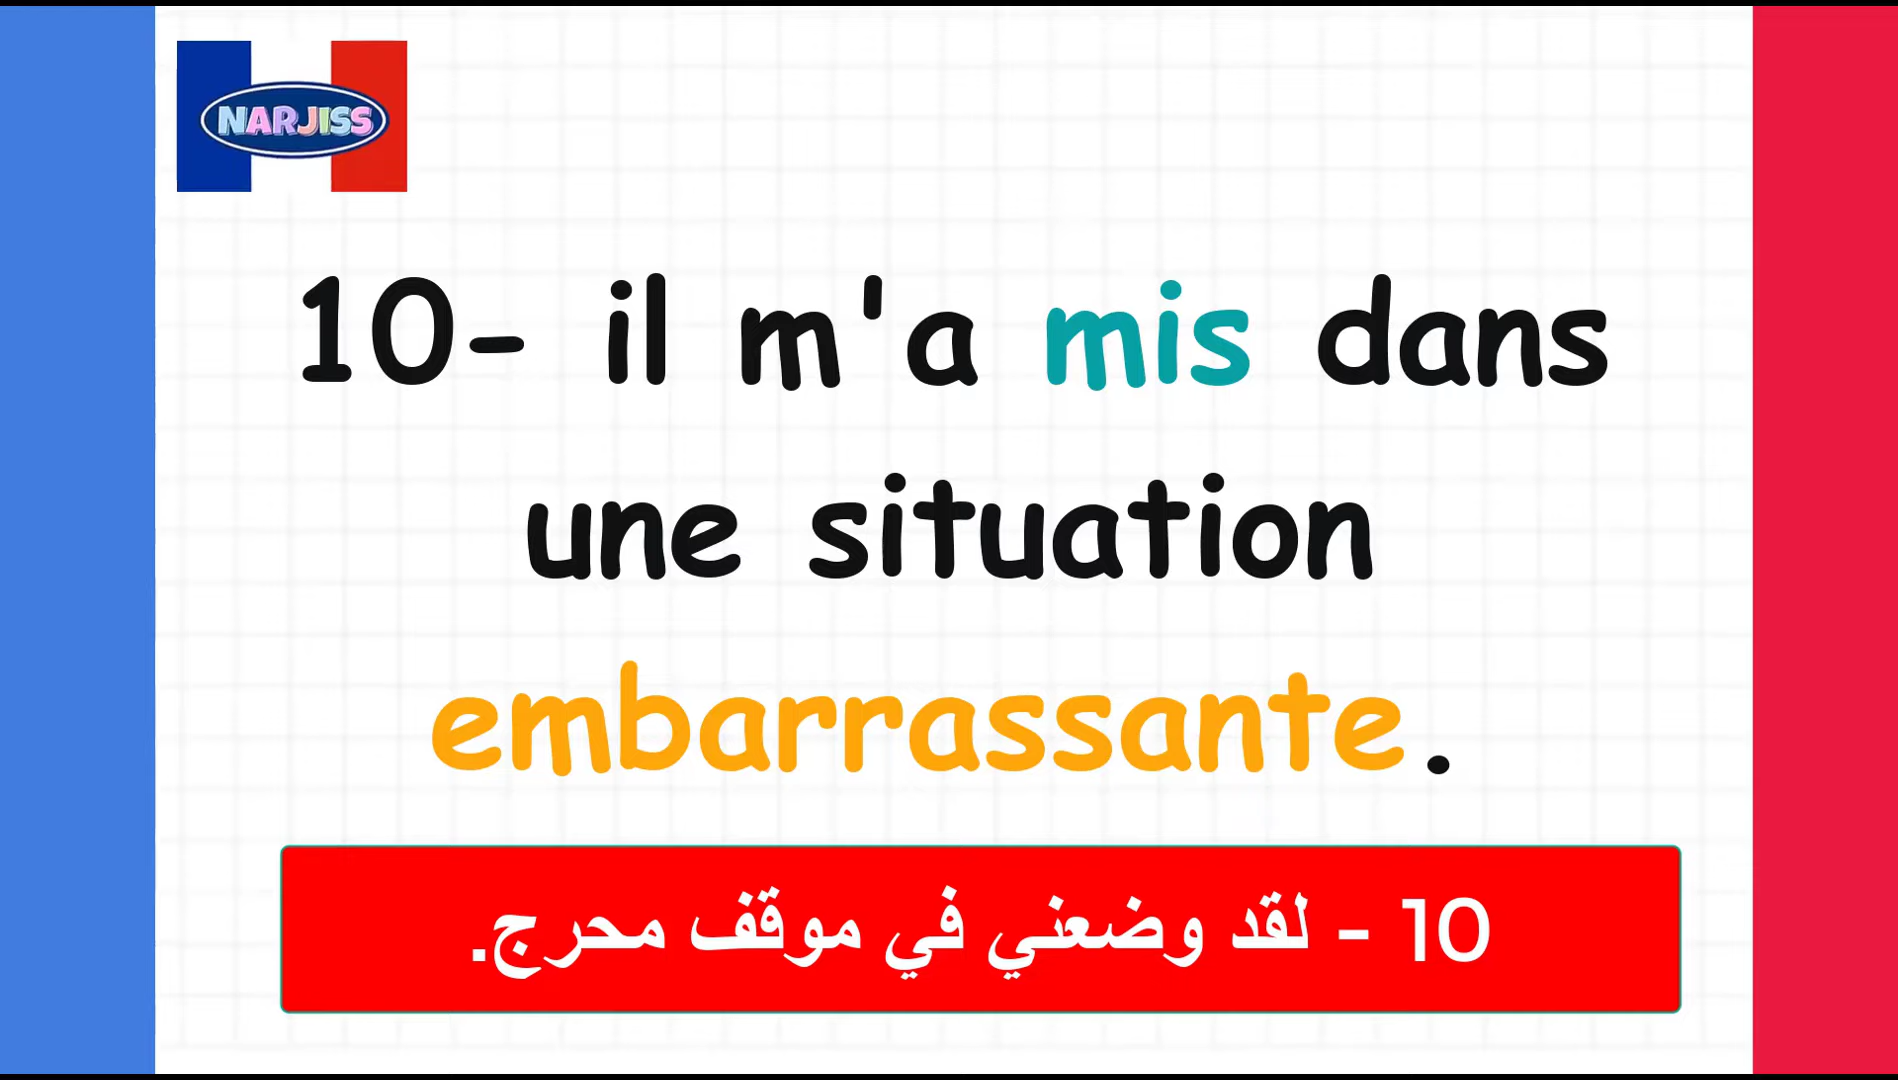 NARJISS
10- il m'a mis dans
une situation
embarrassante.
10 - لقد وضعني في موقف محرج.